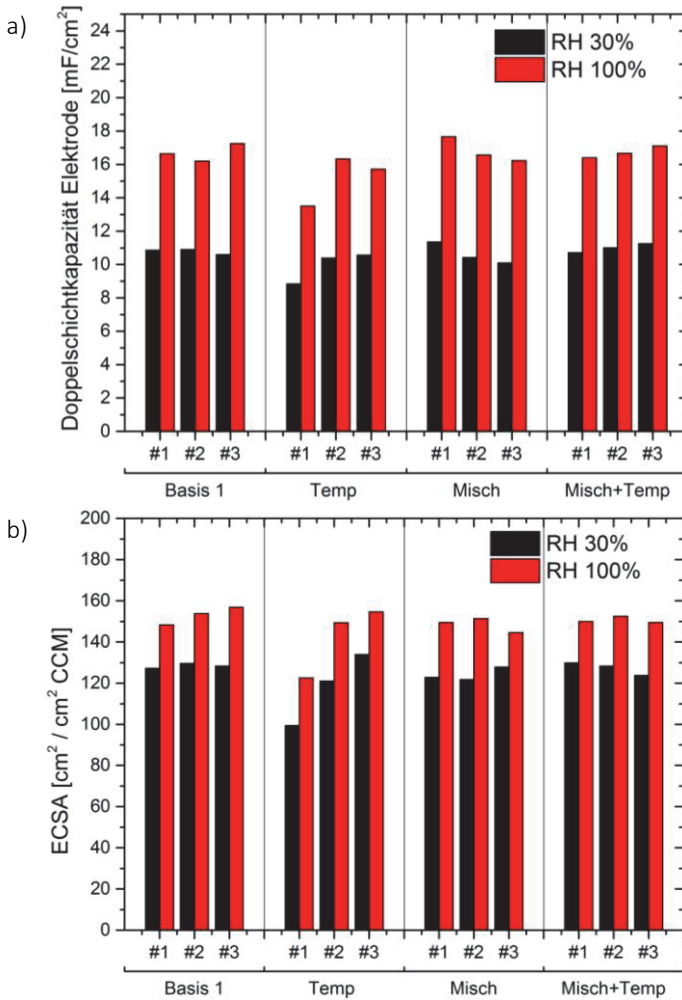 a)
Doppelschichtkapazität Elektrode [mF/cm²]
24
22
20
18
16
14
12
10
8
6
4
2
0
RH 30%
RH 100%
#1 #2 #3 #1 #2 #3 #1 #2 #3 #1 #2 #3
Basis 1 Temp Misch Misch+Temp
b)
ECSA [cm² / cm² CCM]
200
180
160
140
120
100
80
60
40
20
0
RH 30%
RH 100%
#1 #2 #3 #1 #2 #3 #1 #2 #3 #1 #2 #3
Basis 1 Temp Misch Misch+Temp